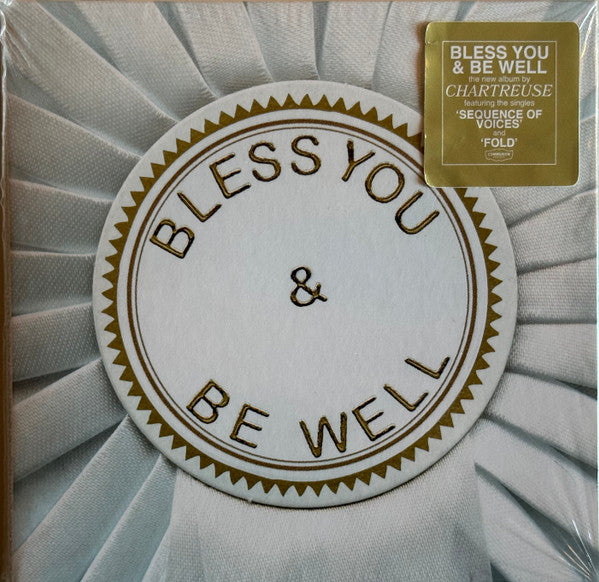 BLESS YOU
&
BE WELL
BLESS YOU
& BE WELL
the new album by
CHARTREUSE
featuring the singles
'SEQUENCE OF
VOICES'
and
'FOLD'
COMMUNION